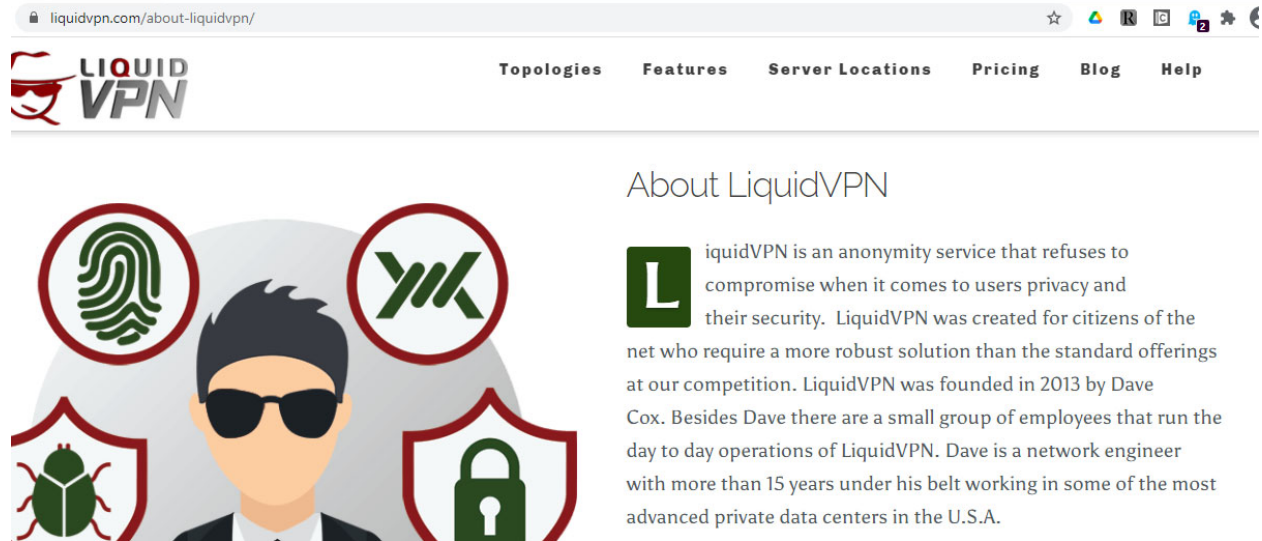 liquidvpn.com/about-liquidvpn/
R
C
2
LIQUID
VPN
Topologies Features Server Locations Pricing Blog Help
About LiquidVPN
LiquidVPN is an anonymity service that refuses to
compromise when it comes to users privacy and
their security. LiquidVPN was created for citizens of the
net who require a more robust solution than the standard offerings
at our competition. LiquidVPN was founded in 2013 by Dave
Cox. Besides Dave there are a small group of employees that run the
day to day operations of LiquidVPN. Dave is a network engineer
with more than 15 years under his belt working in some of the most
advanced private data centers in the U.S.A.